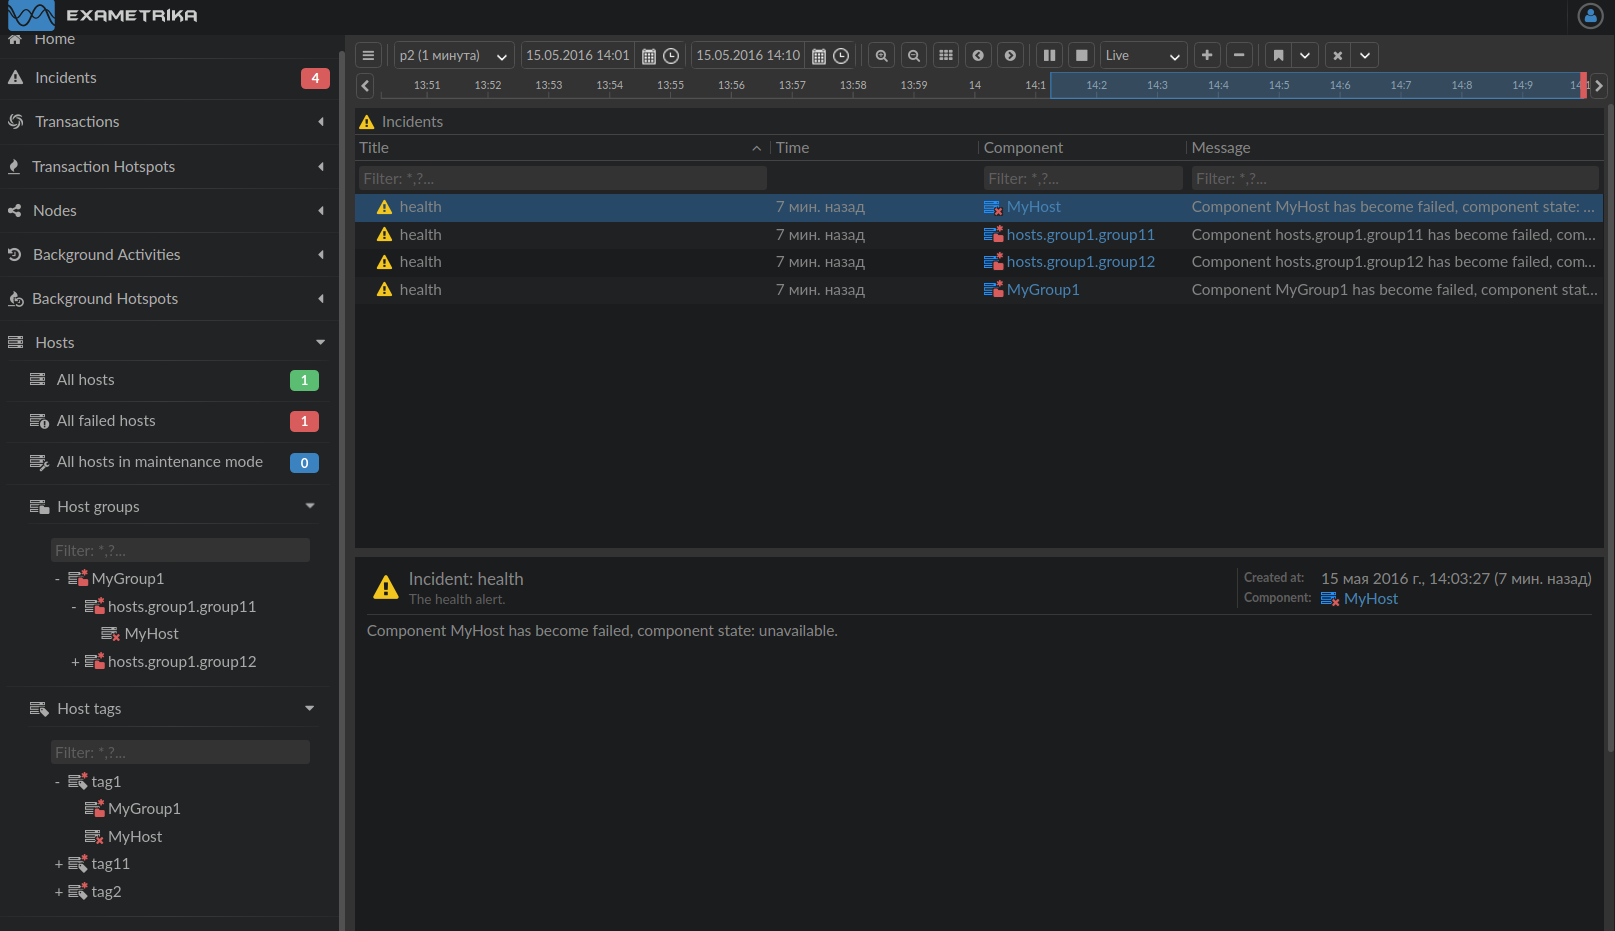 EXAMETRIKA
Home
Incidents 4
Transactions
Transaction Hotspots
Nodes
Background Activities
Background Hotspots
Hosts
All hosts 1
All failed hosts 1
All hosts in maintenance mode 0
Host groups
Filter: *,?...
- MyGroup1
- hosts.group1.group11
MyHost
+ hosts.group1.group12
Host tags
Filter: *,?...
- tag1
MyGroup1
MyHost
+ tag11
+ tag2
p2 (1 минута) 15.05.2016 14:01 15.05.2016 14:10 Live
13:51 13:52 13:53 13:54 13:55 13:56 13:57 13:58 13:59 14 14:1 14:2 14:3 14:4 14:5 14:6 14:7 14:8 14:9
Incidents
Title Time Component Message
Filter: *,?... Filter: *,?... Filter: *,?...
health 7 мин. назад MyHost Component MyHost has become failed, component state: ...
health 7 мин. назад hosts.group1.group11 Component hosts.group1.group11 has become failed, com...
health 7 мин. назад hosts.group1.group12 Component hosts.group1.group12 has become failed, com...
health 7 мин. назад MyGroup1 Component MyGroup1 has become failed, component stat...
Incident: health
The health alert.
Created at: 15 мая 2016 г., 14:03:27 (7 мин. назад)
Component: MyHost
Component MyHost has become failed, component state: unavailable.